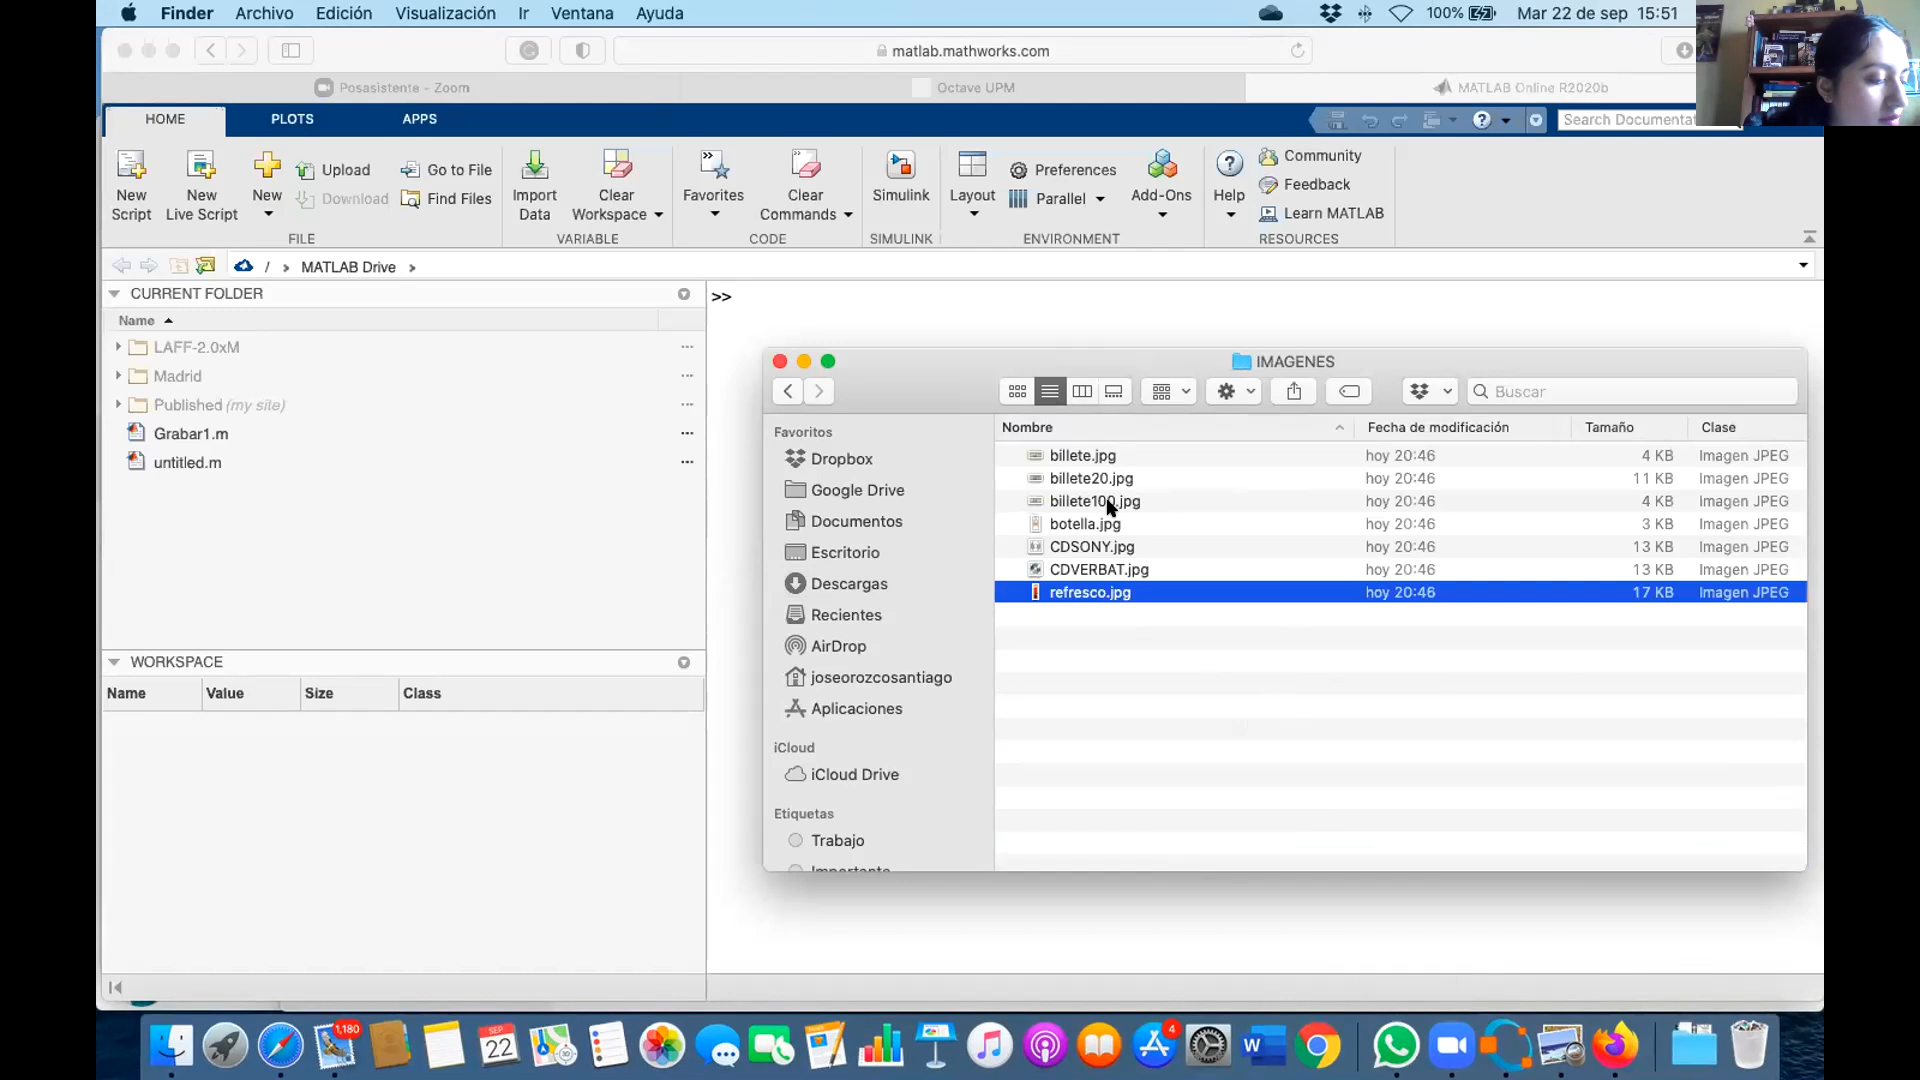 Finder Archivo Edición Visualización Ir Ventana Ayuda 100% Mar 22 de sep 15:51
matlab.mathworks.com
Posasistente - Zoom Octave UPM MATLAB Online R2020b
HOME PLOTS APPS Search Documentat
New Script
New Live Script
New
Upload
Download
Go to File
Find Files
FILE
Import Data
Clear Workspace
VARIABLE
Favorites
Clear Commands
CODE
Simulink
SIMULINK
Layout
Preferences
Parallel
Add-Ons
ENVIRONMENT
Help
Community
Feedback
Learn MATLAB
RESOURCES
/ › MATLAB Drive ›
CURRENT FOLDER
Name
LAFF-2.0xM
Madrid
Published (my site)
Grabar1.m
untitled.m
WORKSPACE
Name Value Size Class
>>
IMAGENES
Buscar
Favoritos
Dropbox
Google Drive
Documentos
Escritorio
Descargas
Recientes
AirDrop
joseorozcosantiago
Aplicaciones
iCloud
iCloud Drive
Etiquetas
Trabajo
Importante
Nombre Fecha de modificación Tamaño Clase
billete.jpg hoy 20:46 4 KB Imagen JPEG
billete20.jpg hoy 20:46 11 KB Imagen JPEG
billete100.jpg hoy 20:46 4 KB Imagen JPEG
botella.jpg hoy 20:46 3 KB Imagen JPEG
CDSONY.jpg hoy 20:46 13 KB Imagen JPEG
CDVERBAT.jpg hoy 20:46 13 KB Imagen JPEG
refresco.jpg hoy 20:46 17 KB Imagen JPEG
1,180
SEP
22
4
W